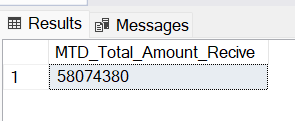 Results Messages
MTD_Total_Amount_Recive
1 58074380